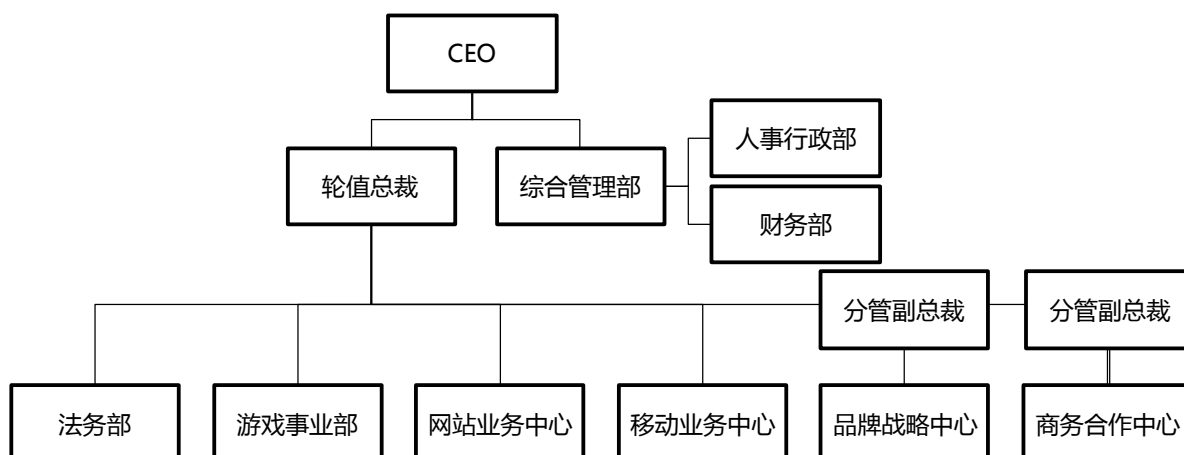 CEO
人事行政部
轮值总裁
综合管理部
财务部
分管副总裁
分管副总裁
法务部
游戏事业部
网站业务中心
移动业务中心
品牌战略中心
商务合作中心